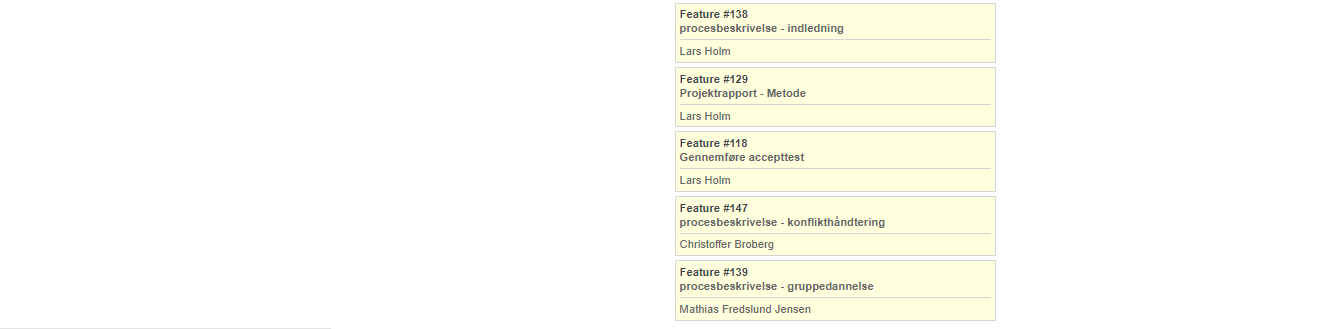 Feature #138
procesbeskrivelse - indledning
Lars Holm
Feature #129
Projektrapport - Metode
Lars Holm
Feature #118
Gennemføre accepttest
Lars Holm
Feature #147
procesbeskrivelse - konflikthåndtering
Christoffer Broberg
Feature #139
procesbeskrivelse - gruppedannelse
Mathias Fredslund Jensen